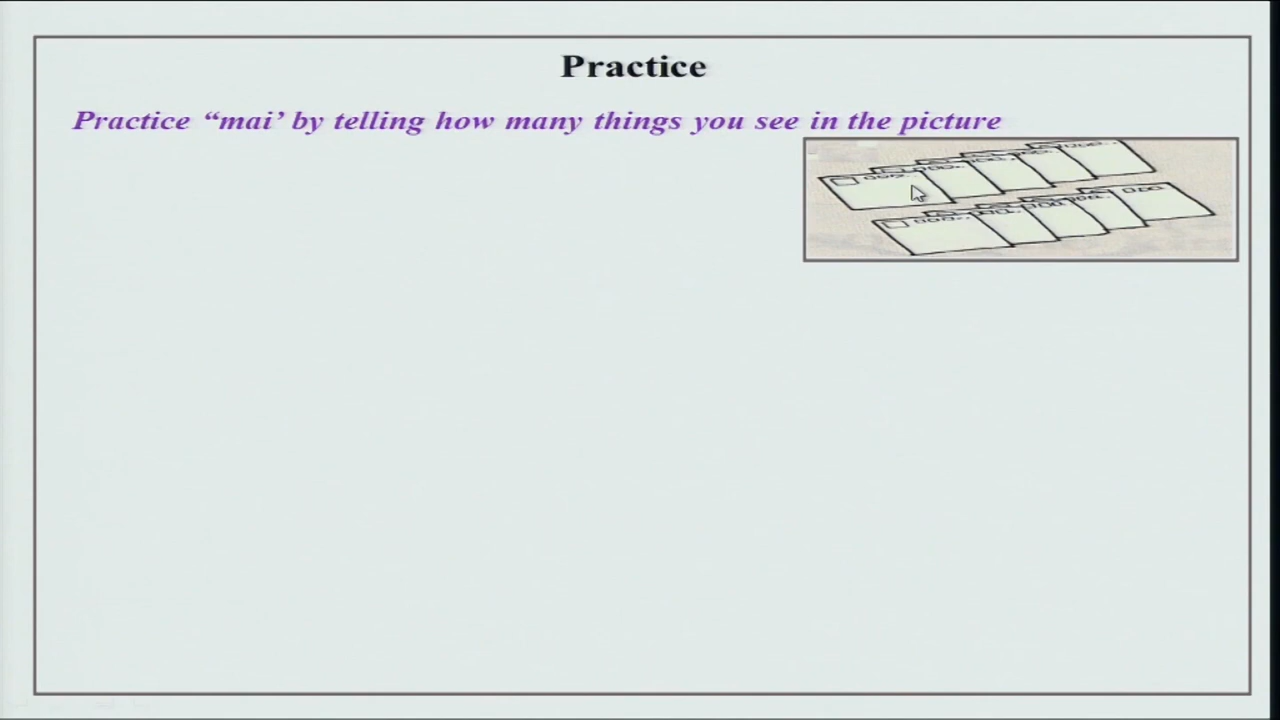 Practice
Practice “mai’ by telling how many things you see in the picture